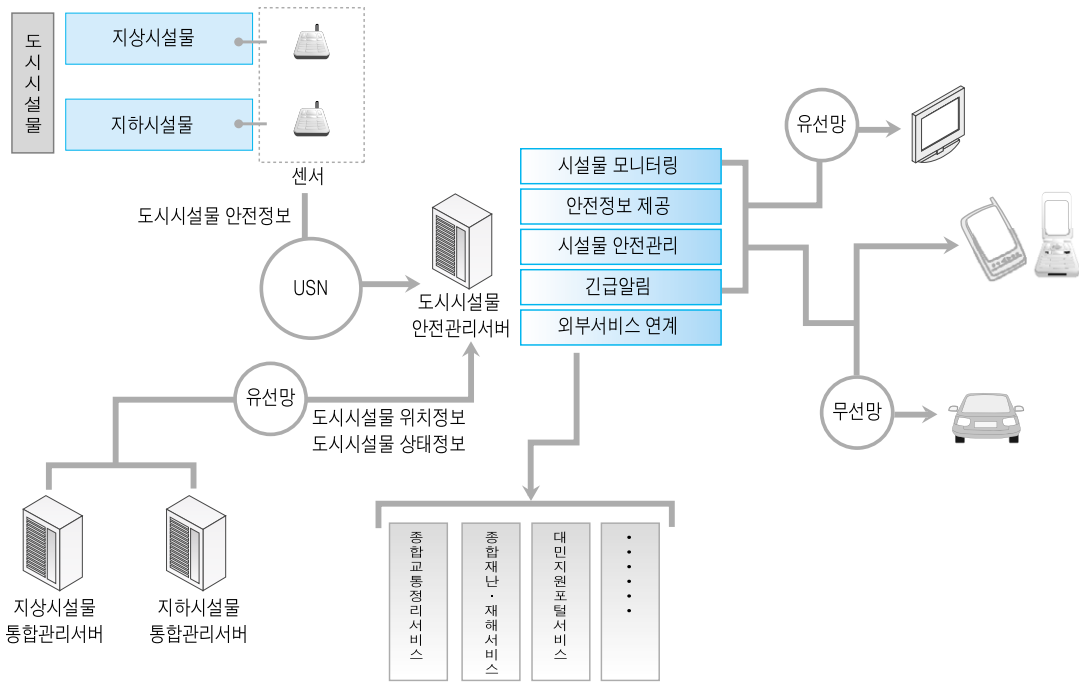 도시시설물
지상시설물
지하시설물
센서
도시시설물 안전정보
USN
도시시설물
안전관리서버
시설물 모니터링
안전정보 제공
시설물 안전관리
긴급알림
외부서비스 연계
유선망
무선망
유선망
도시시설물 위치정보
도시시설물 상태정보
지상시설물
통합관리서버
지하시설물
통합관리서버
종합교통정리서비스
종합재난·재해서비스
대민지원포털서비스
· · · · · ·